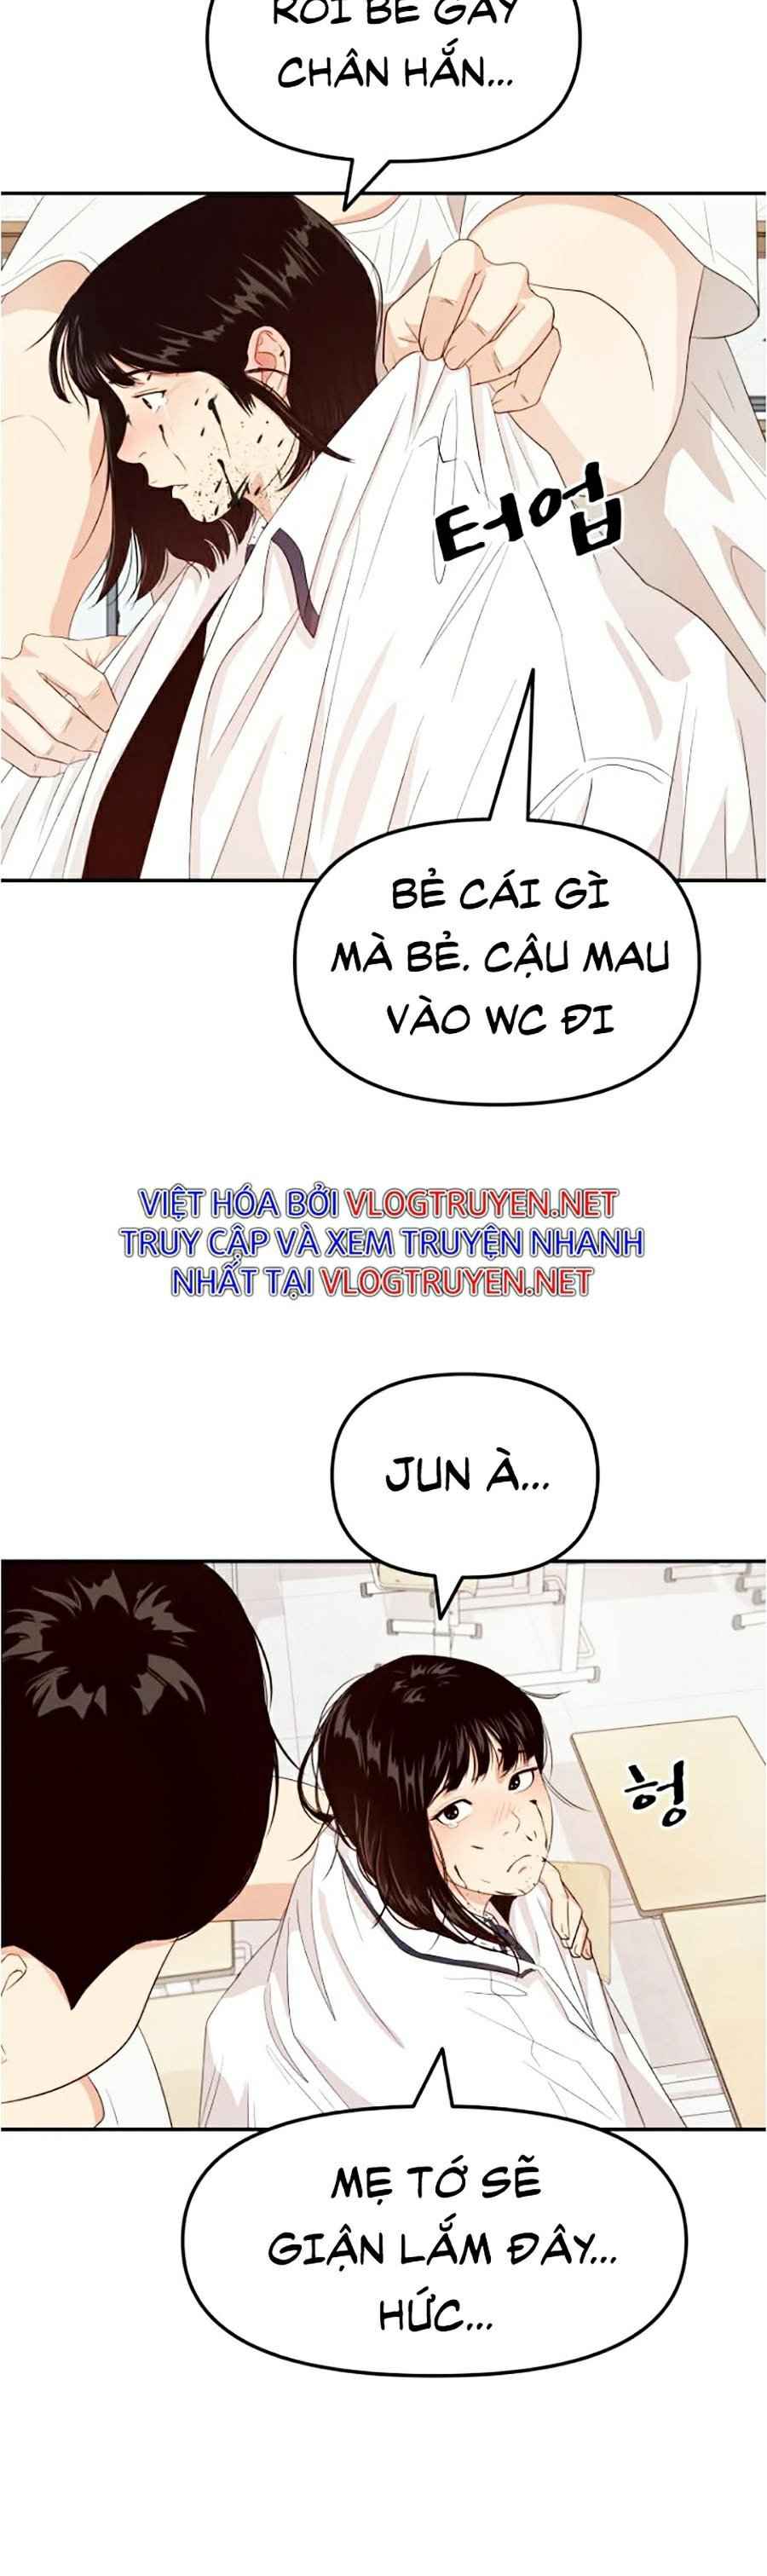 RỒI BẺ GÃY
CHÂN HẮN...
터업
BẺ CÁI GÌ
MÀ BẺ. CẬU MAU
VÀO WC ĐI
VIỆT HÓA BỞI VLOGTRUYEN.NET
TRUY CẬP VÀ XEM TRUYỆN NHANH
NHẤT TẠI VLOGTRUYEN.NET
JUN À...
헝
MẸ TỚ SẼ
GIẬN LẮM ĐÂY...
HỨC...